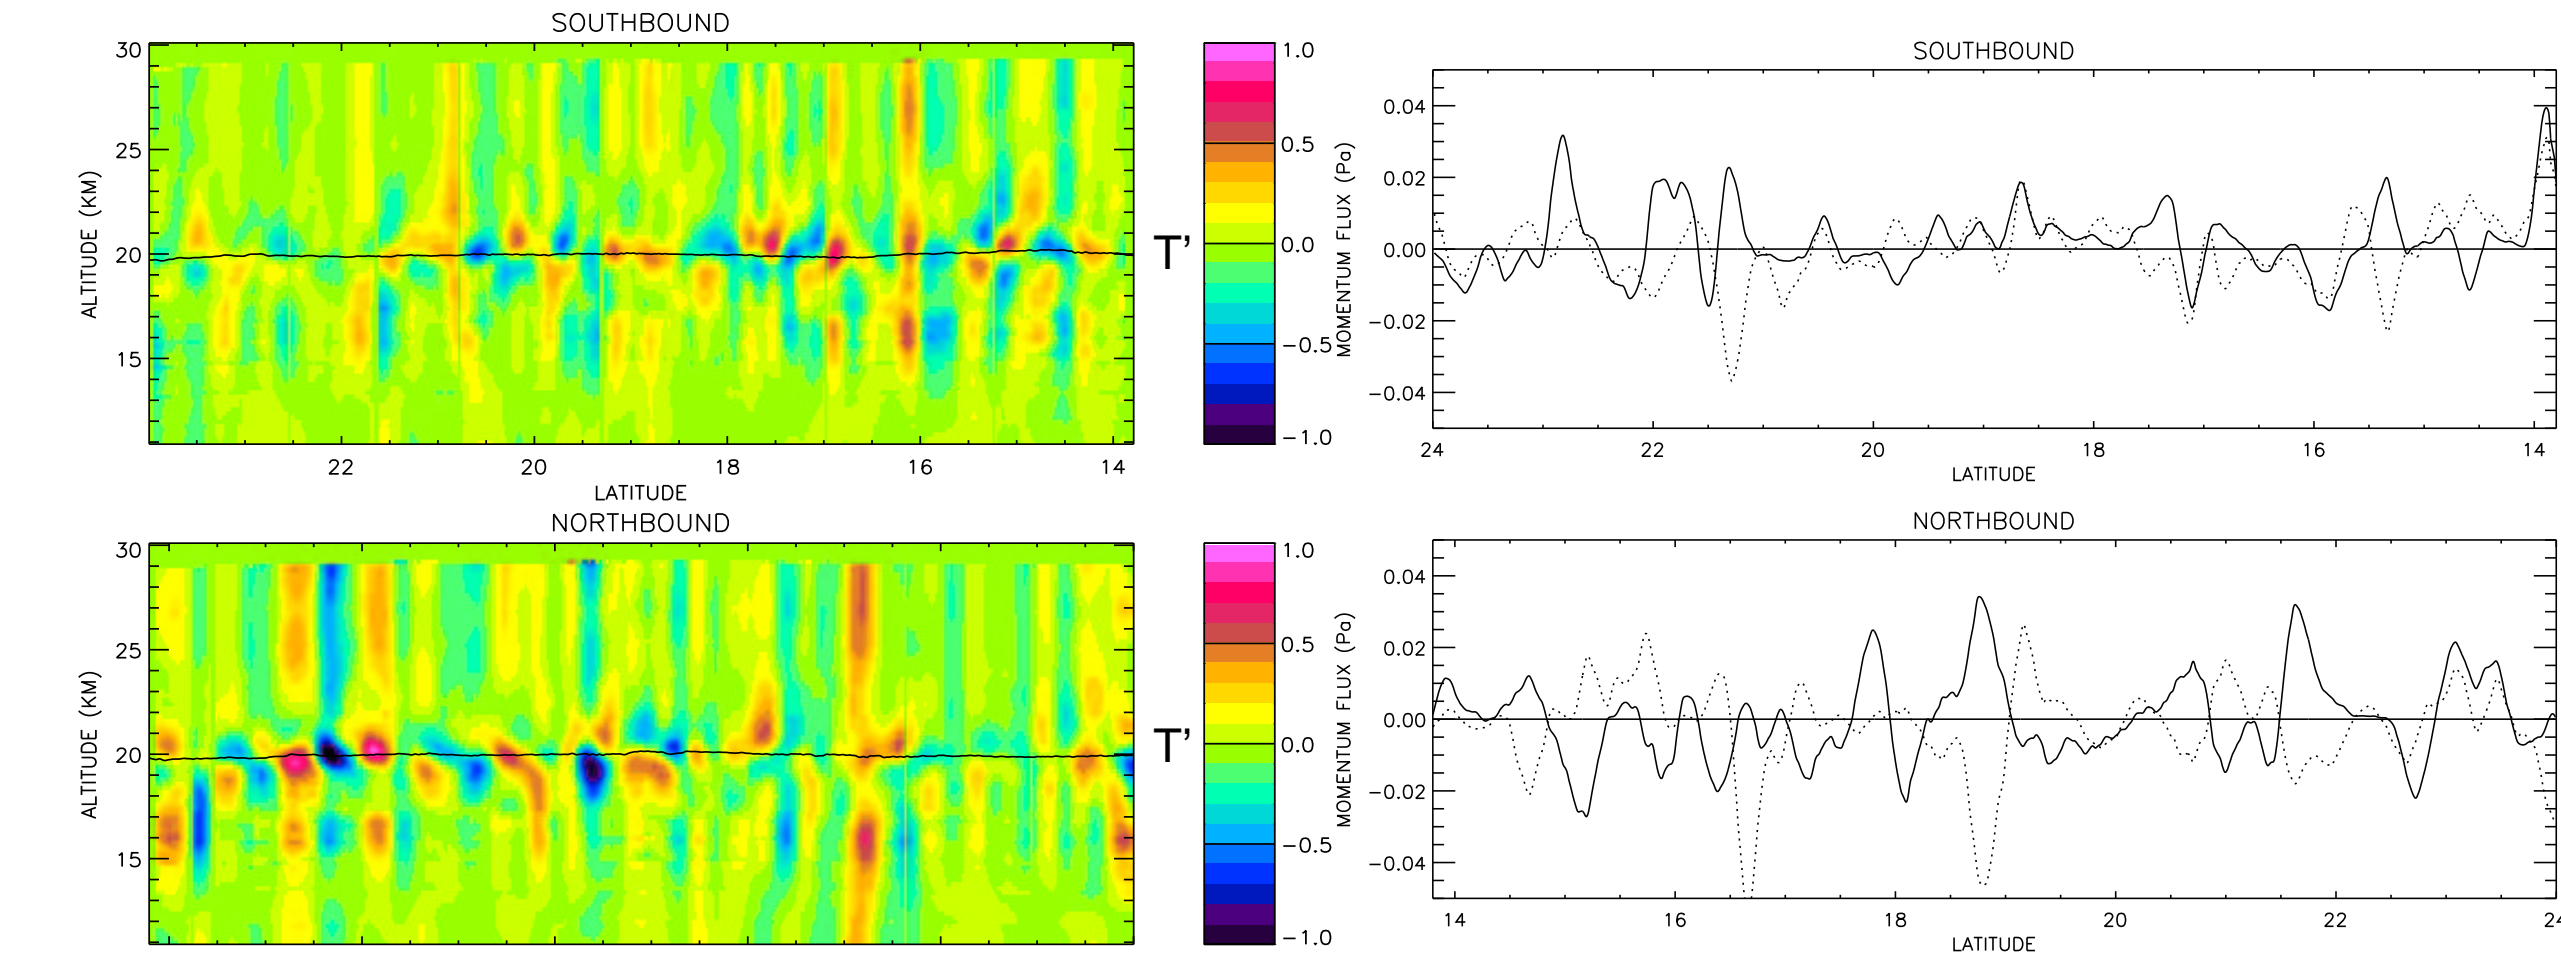 SOUTHBOUND
30
25
20
15
ALTITUDE (KM)
22 20 18 16 14
LATITUDE
1.0
0.5
0.0
−0.5
−1.0
T'
SOUTHBOUND
0.04
0.02
0.00
−0.02
−0.04
MOMENTUM FLUX (Pa)
24 22 20 18 16 14
LATITUDE
NORTHBOUND
30
25
20
15
ALTITUDE (KM)
1.0
0.5
0.0
−0.5
−1.0
T'
NORTHBOUND
0.04
0.02
0.00
−0.02
−0.04
MOMENTUM FLUX (Pa)
14 16 18 20 22 24
LATITUDE